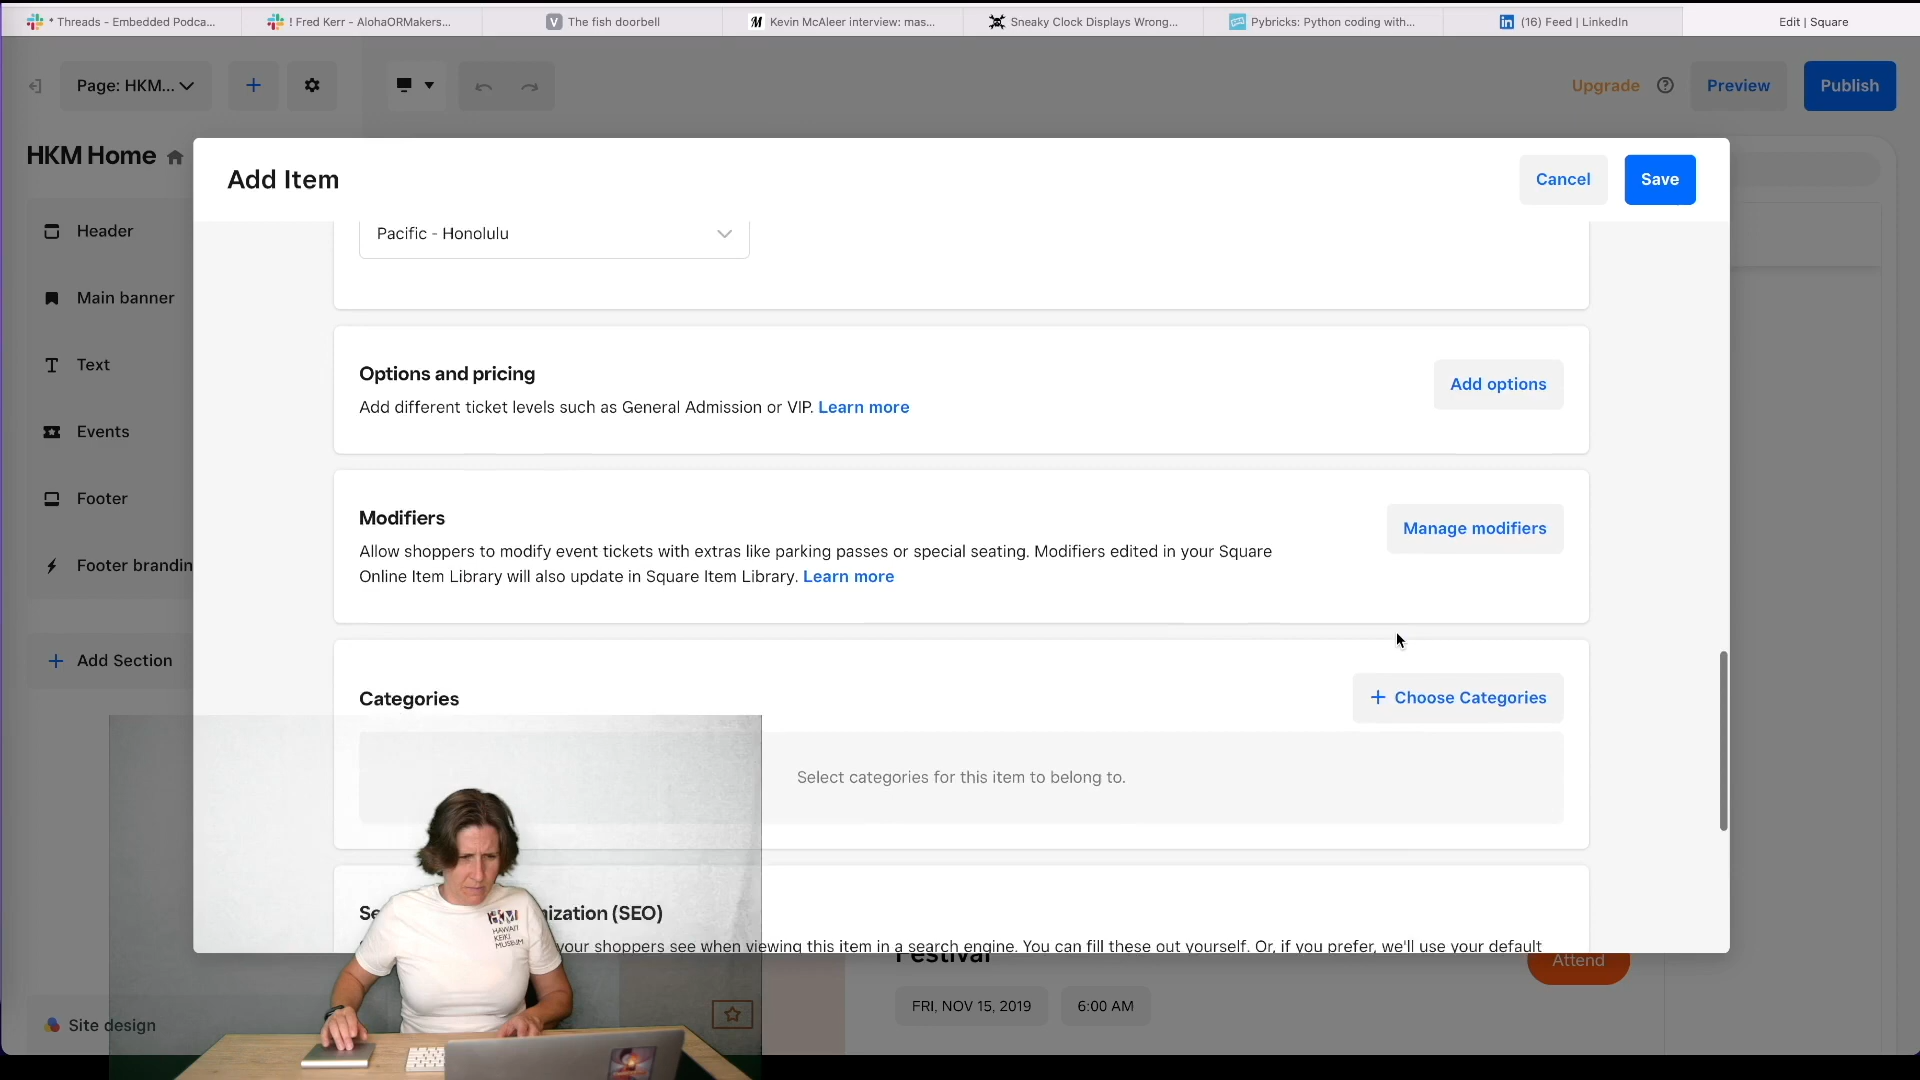 * Threads - Embedded Podca...
! Fred Kerr - AlohaORMakers...
V The fish doorbell
M Kevin McAleer interview: mas...
Sneaky Clock Displays Wrong...
Pybricks: Python coding with...
in (16) Feed | LinkedIn
Edit | Square
Page: HKM...
Upgrade
Preview
Publish
HKM Home
Header
Main banner
Text
Events
Footer
Footer brandin
Add Section
Site design
Add Item
Cancel
Save
Pacific - Honolulu
Options and pricing
Add different ticket levels such as General Admission or VIP. Learn more
Add options
Modifiers
Allow shoppers to modify event tickets with extras like parking passes or special seating. Modifiers edited in your Square
Online Item Library will also update in Square Item Library. Learn more
Manage modifiers
Categories
+ Choose Categories
Select categories for this item to belong to.
Se
ization (SEO)
your shoppers see when viewing this item in a search engine. You can fill these out yourself. Or, if you prefer, we'll use your default
HKM
HAWAII
KEIKI
MUSEUM
Festival
Attend
FRI, NOV 15, 2019
6:00 AM